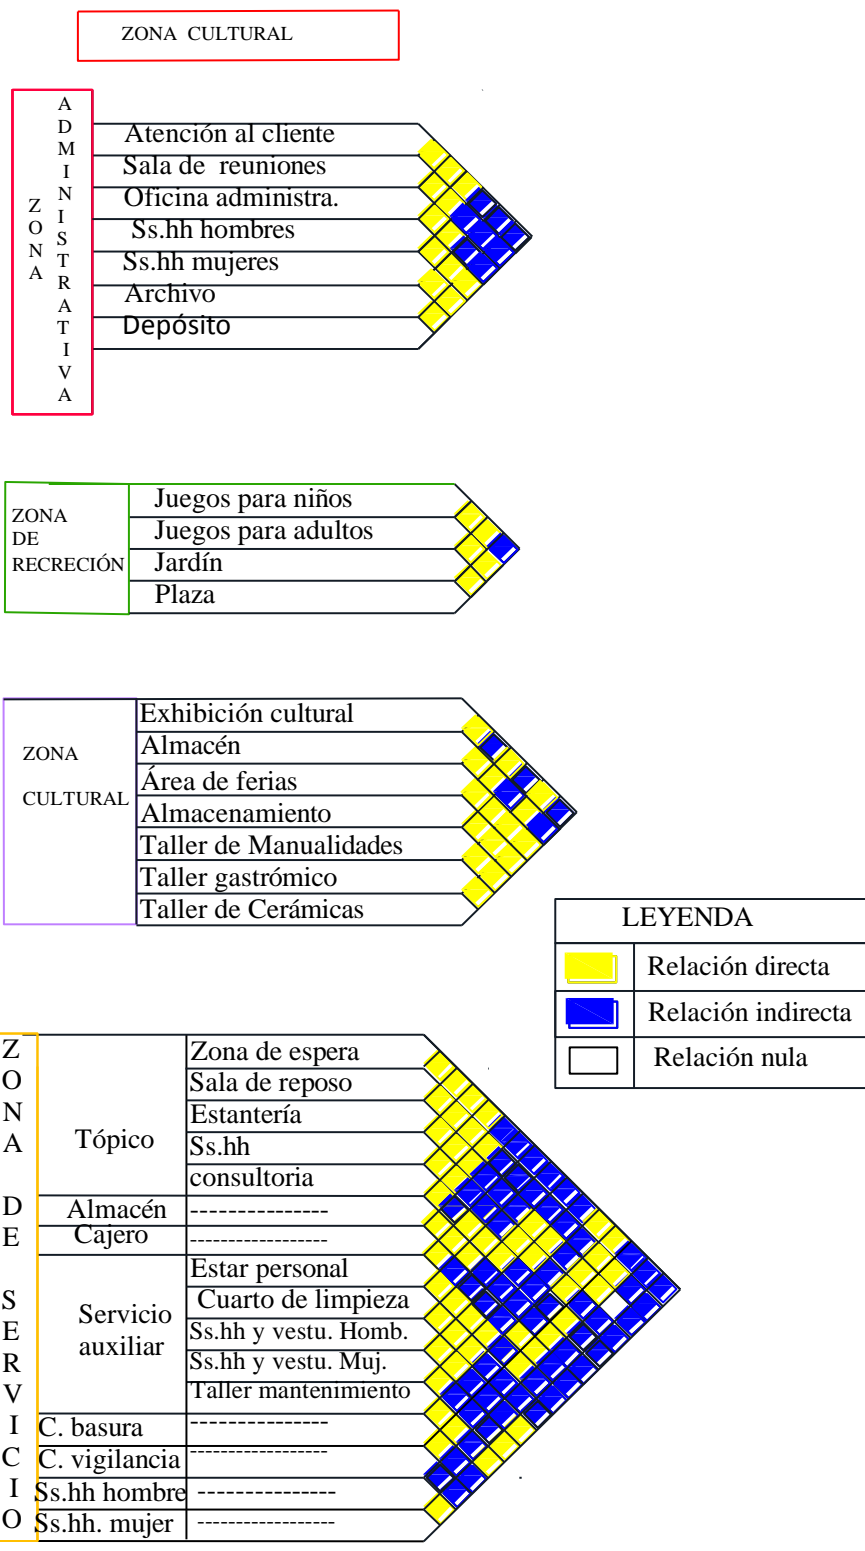 ZONA CULTURAL
ZONA
ADMINISTRATIVA
Atención al cliente
Sala de reuniones
Oficina administra.
Ss.hh hombres
Ss.hh mujeres
Archivo
Depósito
ZONA
DE
RECRECIÓN
Juegos para niños
Juegos para adultos
Jardín
Plaza
ZONA
CULTURAL
Exhibición cultural
Almacén
Área de ferias
Almacenamiento
Taller de Manualidades
Taller gastrómico
Taller de Cerámicas
LEYENDA
Relación directa
Relación indirecta
Relación nula
ZONA DE SERVICIO
Tópico
Zona de espera
Sala de reposo
Estantería
Ss.hh
consultoria
Almacén ---------------
Cajero ------------------
Servicio
auxiliar
Estar personal
Cuarto de limpieza
Ss.hh y vestu. Homb.
Ss.hh y vestu. Muj.
Taller mantenimiento
C. basura ---------------
C. vigilancia ------------------
Ss.hh hombre ---------------
Ss.hh. mujer ------------------